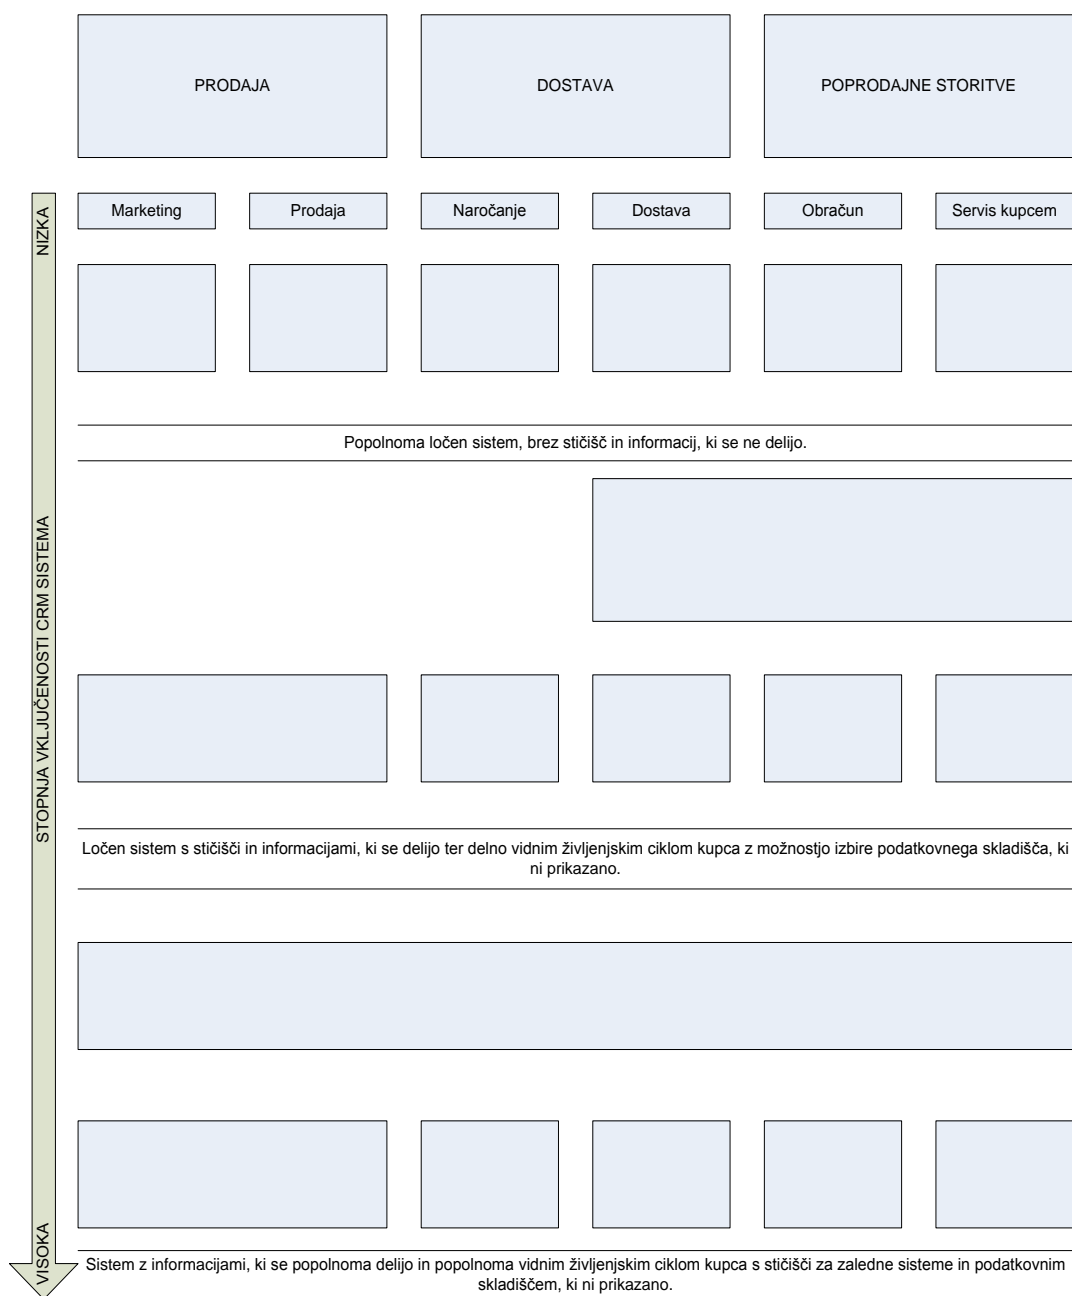 PRODAJA
DOSTAVA
POPRODAJNE STORITVE
NIZKA
Marketing
Prodaja
Naročanje
Dostava
Obračun
Servis kupcem
Popolnoma ločen sistem, brez stičišč in informacij, ki se ne delijo.
STOPNJA VKLJUČENOSTI CRM SISTEMA
Ločen sistem s stičišči in informacijami, ki se delijo ter delno vidnim življenjskim ciklom kupca z možnostjo izbire podatkovnega skladišča, ki
ni prikazano.
VISOKA
Sistem z informacijami, ki se popolnoma delijo in popolnoma vidnim življenjskim ciklom kupca s stičišči za zaledne sisteme in podatkovnim
skladiščem, ki ni prikazano.